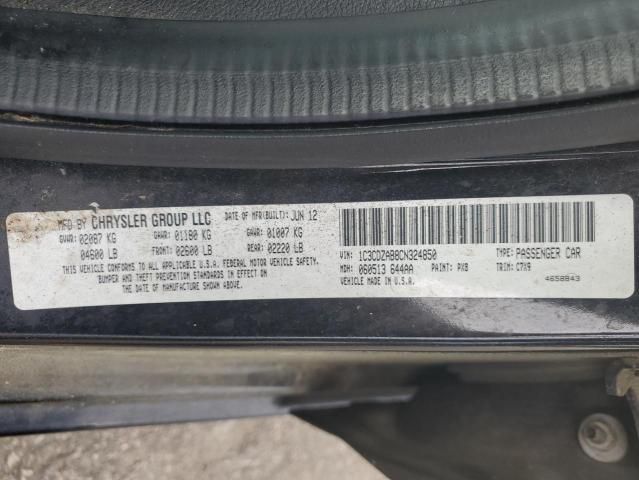 MFD BY CHRYSLER GROUP LLC DATE OF MFR(BUILT): JUN 12
GVWR: 02087 KG GAWR: 01180 KG GAWR: 01007 KG
04600 LB FRONT: 02600 LB REAR: 02220 LB
THIS VEHICLE CONFORMS TO ALL APPLICABLE U.S.A. FEDERAL MOTOR VEHICLE SAFETY,
BUMPER AND THEFT PREVENTION STANDARDS IN EFFECT ON
THE DATE OF MANUFACTURE SHOWN ABOVE.
VIN: 1C3CDZAB8CN324850 TYPE: PASSENGER CAR
MDH: 060513 644AA PAINT: PX8 TRIM: C7X9
VEHICLE MADE IN U.S.A. 4658843